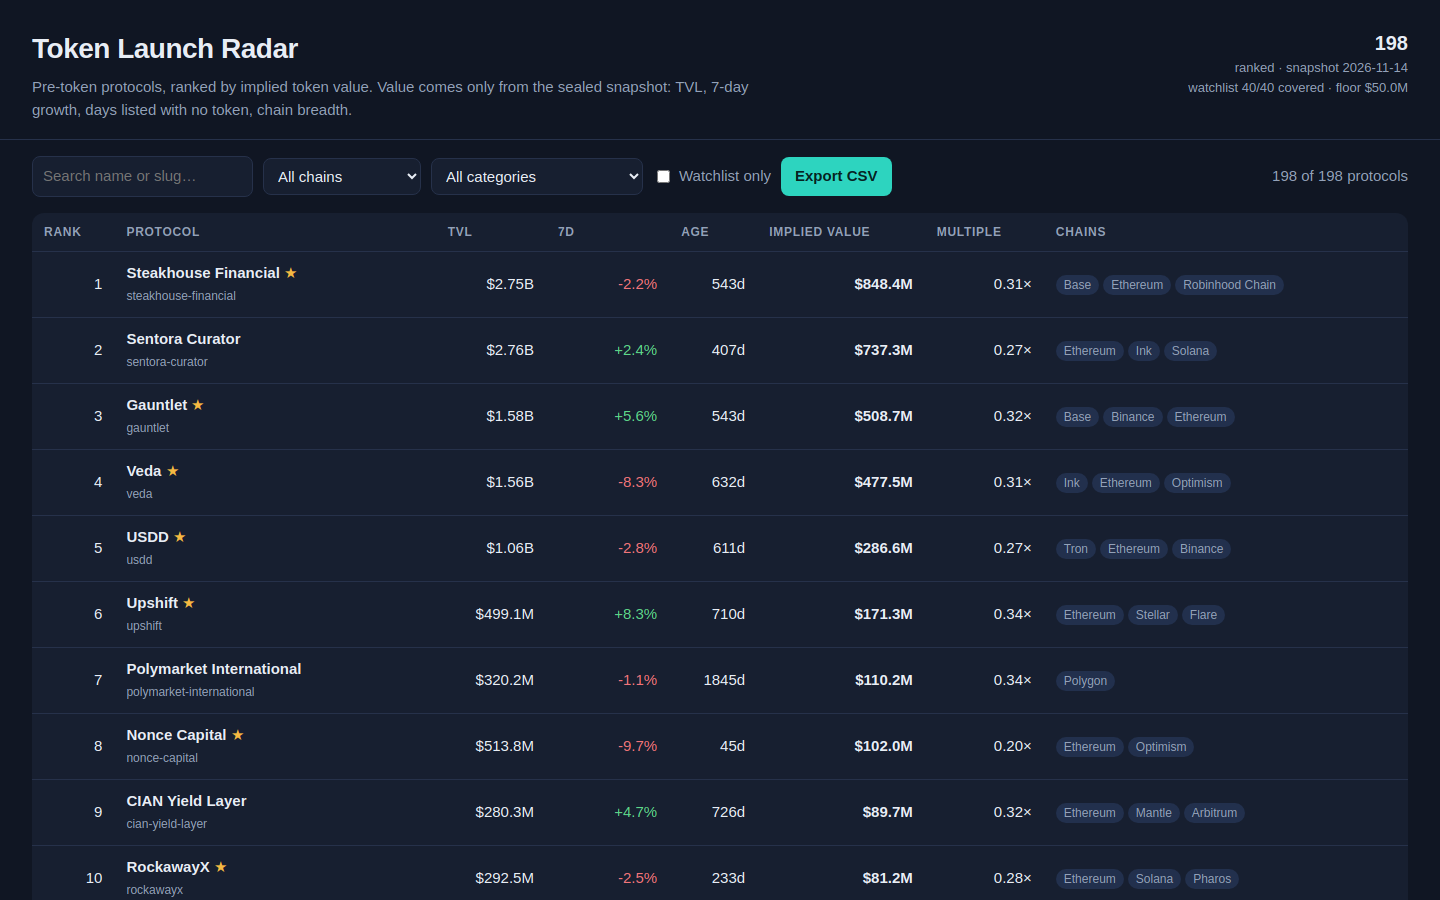 Token Launch Radar
Pre-token protocols, ranked by implied token value. Value comes only from the sealed snapshot: TVL, 7-day
growth, days listed with no token, chain breadth.
198
ranked · snapshot 2026-11-14
watchlist 40/40 covered · floor $50.0M
Search name or slug… All chains All categories Watchlist only Export CSV 198 of 198 protocols
RANK PROTOCOL TVL 7D AGE IMPLIED VALUE MULTIPLE CHAINS
1 Steakhouse Financial ★ $2.75B -2.2% 543d $848.4M 0.31× Base Ethereum Robinhood Chain
steakhouse-financial
2 Sentora Curator $2.76B +2.4% 407d $737.3M 0.27× Ethereum Ink Solana
sentora-curator
3 Gauntlet ★ $1.58B +5.6% 543d $508.7M 0.32× Base Binance Ethereum
gauntlet
4 Veda ★ $1.56B -8.3% 632d $477.5M 0.31× Ink Ethereum Optimism
veda
5 USDD ★ $1.06B -2.8% 611d $286.6M 0.27× Tron Ethereum Binance
usdd
6 Upshift ★ $499.1M +8.3% 710d $171.3M 0.34× Ethereum Stellar Flare
upshift
7 Polymarket International $320.2M -1.1% 1845d $110.2M 0.34× Polygon
polymarket-international
8 Nonce Capital ★ $513.8M -9.7% 45d $102.0M 0.20× Ethereum Optimism
nonce-capital
9 CIAN Yield Layer $280.3M +4.7% 726d $89.7M 0.32× Ethereum Mantle Arbitrum
cian-yield-layer
10 RockawayX ★ $292.5M -2.5% 233d $81.2M 0.28× Ethereum Solana Pharos
rockawayx